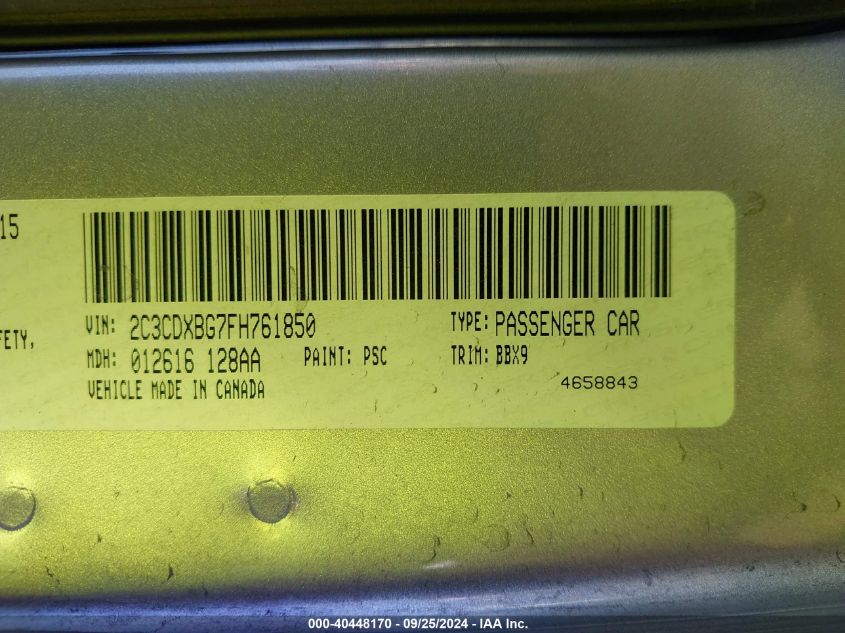 15
FETY,
VIN: 2C3CDXBG7FH761850 TYPE: PASSENGER CAR
MDH: 012616 128AA PAINT: PSC TRIM: BBX9
VEHICLE MADE IN CANADA 4658843
000-40448170 - 09/25/2024 - IAA Inc.